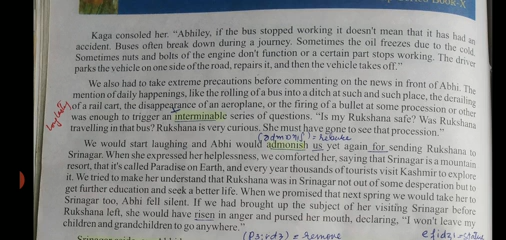 Book-X
Kaga consoled her. “Abhiley, if the bus stopped working it doesn't mean that it has had an
accident. Buses often break down during a journey. Sometimes the oil freezes due to the cold.
Sometimes nuts and bolts of the engine don't function or a certain part stops working. The driver
parks the vehicle on one side of the road, repairs it, and then the vehicle takes off.”
We also had to take extreme precautions before commenting on the news in front of Abhi. The
mention of daily happenings, like the rolling of a bus into a ditch at such and such place, the derailing
of a rail cart, the disappearance of an aeroplane, or the firing of a bullet at some procession or other
was enough to trigger an interminable series of questions. “Is my Rukshana safe? Was Rukshana
travelling in that bus? Rukshana is very curious. She must have gone to see that procession.”
= rebuke
We would start laughing and Abhi would admonish us yet again for sending Rukshana to
Srinagar. When she expressed her helplessness, we comforted her, saying that Srinagar is a mountain
resort, that it's called Paradise on Earth, and every year thousands of tourists visit Kashmir to explore
it. We tried to make her understand that Rukshana was in Srinagar not out of some desperation but to
get further education and seek a better life. When we promised that next spring we would take her to
Srinagar too, Abhi fell silent. If we had brought up the subject of her visiting Srinagar before
Rukshana left, she would have risen in anger and pursed her mouth, declaring, “I won't leave my
children and grandchildren to go anywhere.”
= remove